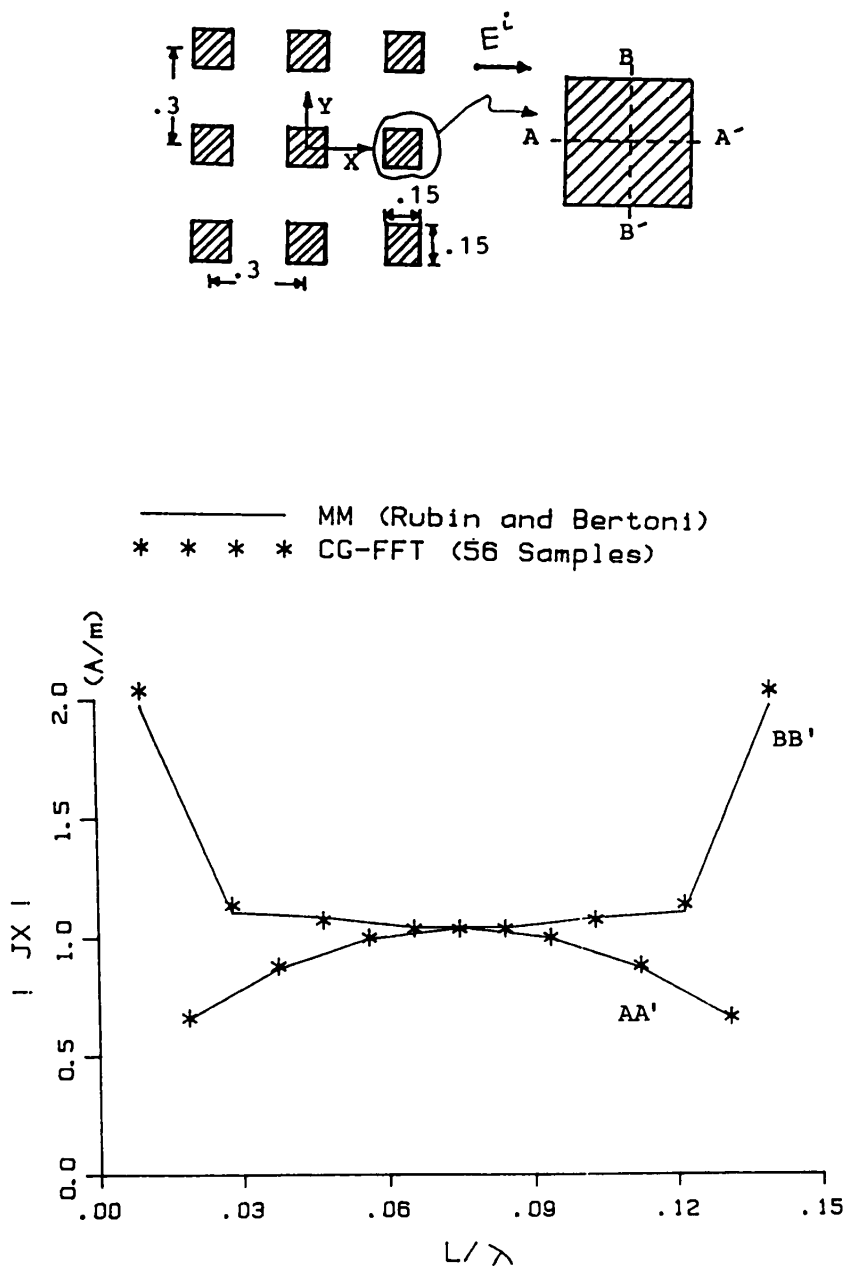 E^i
B
.3
Y
A
A'
X
.15
B'
.15
.3
MM (Rubin and Bertoni)
* * * * CG-FFT (56 Samples)
(A/m)
2.0
BB'
1.5
! JX !
1.0
AA'
0.5
0.0
.00 .03 .06 .09 .12 .15
L/λ